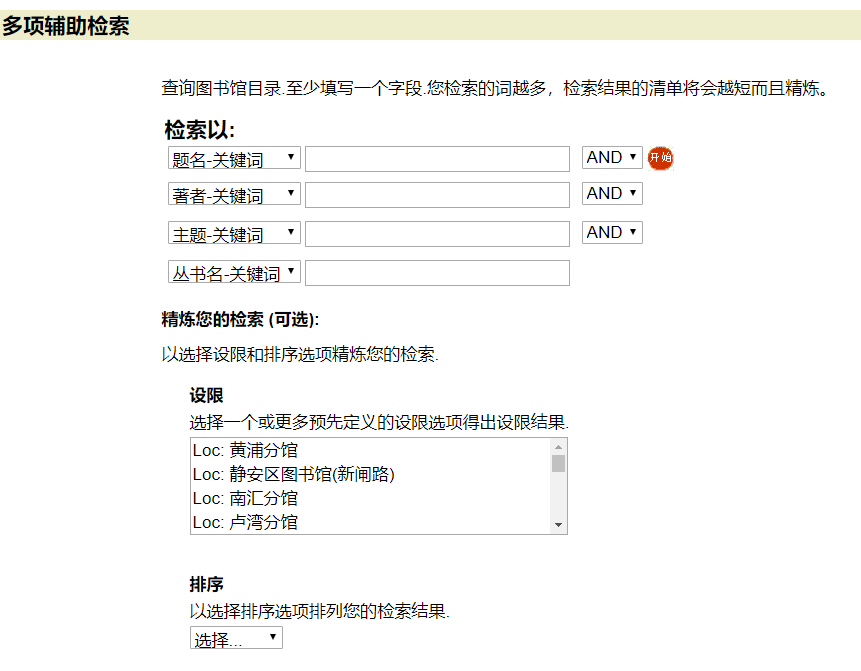 多项辅助检索
查询图书馆目录.至少填写一个字段.您检索的词越多，检索结果的清单将会越短而且精炼。
检索以:
题名-关键词 AND 开始
著者-关键词 AND
主题-关键词 AND
丛书名-关键词
精炼您的检索 (可选):
以选择设限和排序选项精炼您的检索.
设限
选择一个或更多预先定义的设限选项得出设限结果.
Loc: 黄浦分馆
Loc: 静安区图书馆(新闸路)
Loc: 南汇分馆
Loc: 卢湾分馆
排序
以选择排序选项排列您的检索结果.
选择...